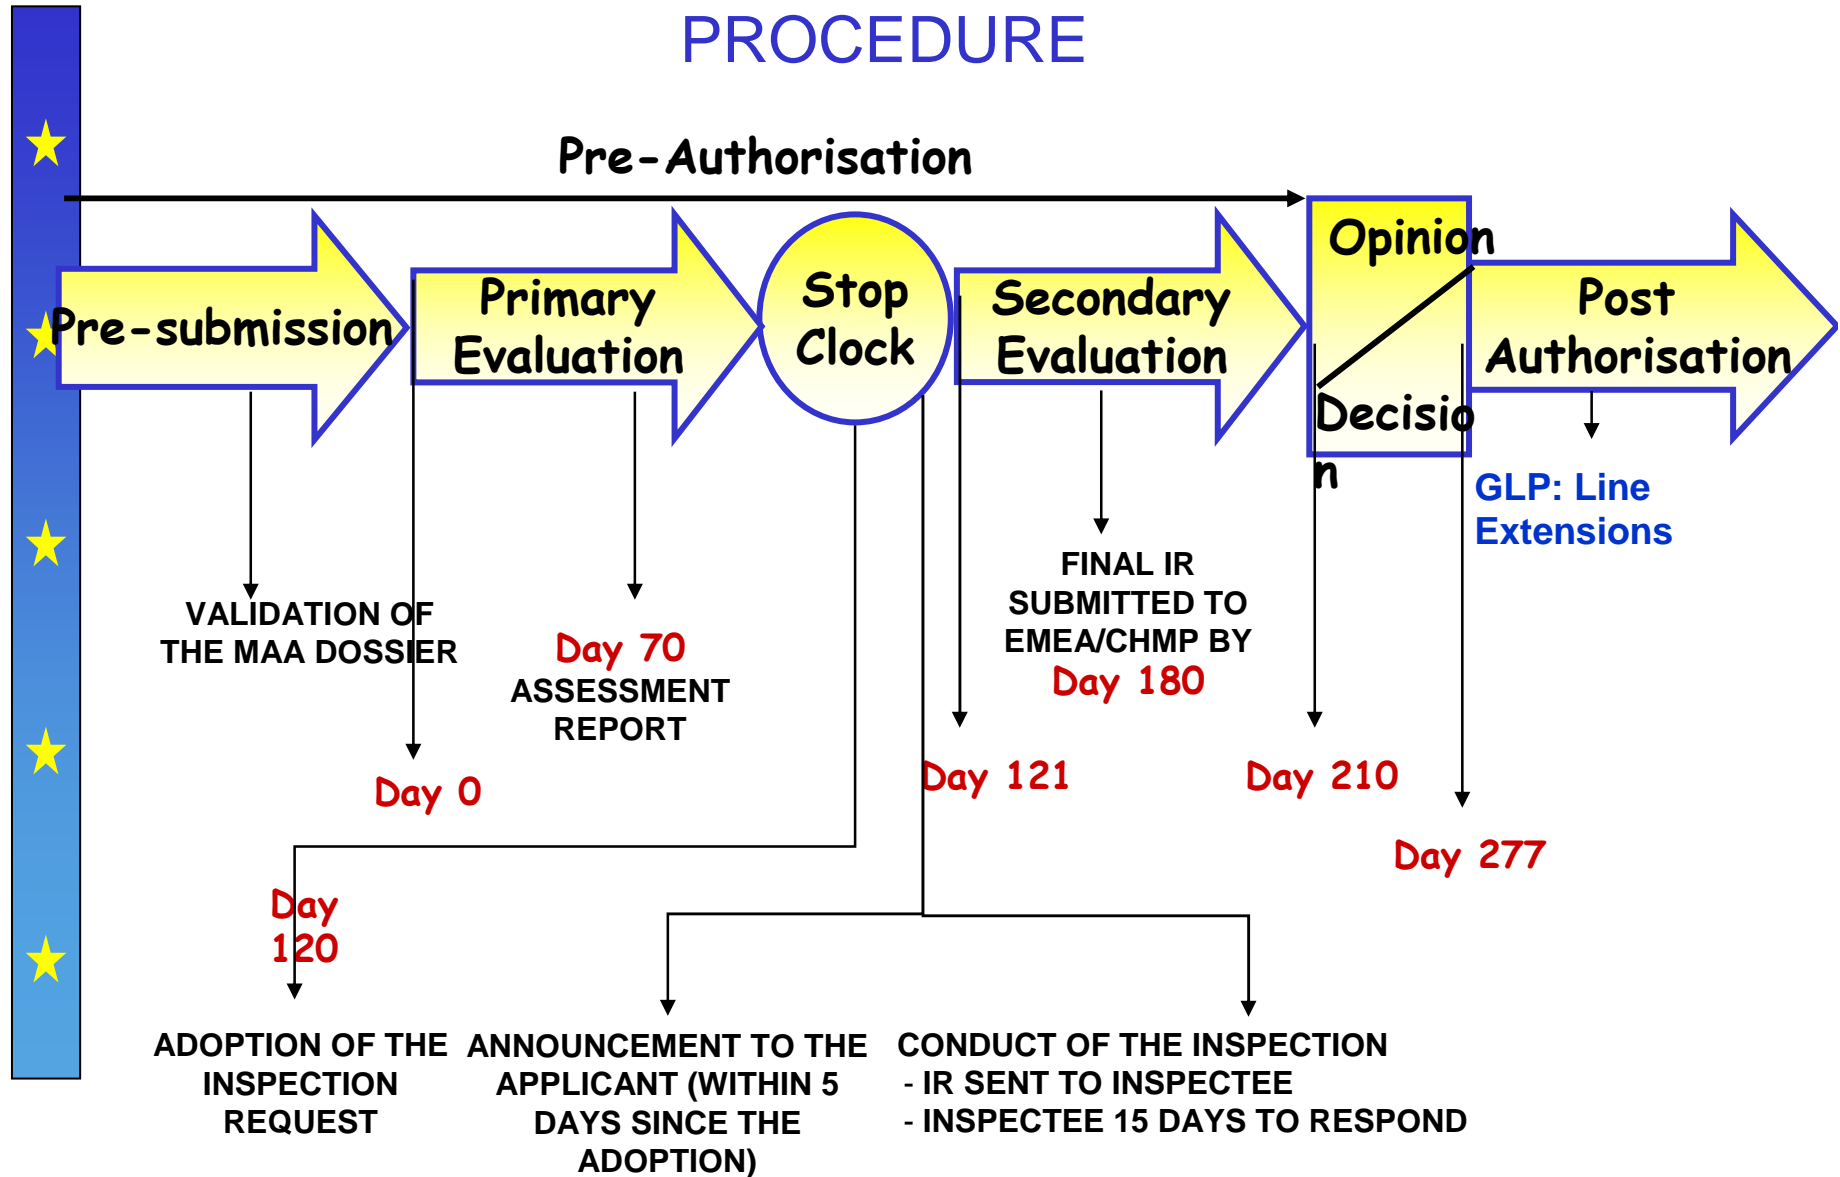 PROCEDURE
Pre-Authorisation
Pre-submission
Primary
Evaluation
Stop
Clock
Secondary
Evaluation
Opinion
Decisio
n
Post
Authorisation
GLP: Line
Extensions
VALIDATION OF
THE MAA DOSSIER
Day 0
Day 70
ASSESSMENT
REPORT
FINAL IR
SUBMITTED TO
EMEA/CHMP BY
Day 180
Day 121
Day 210
Day 277
Day
120
ADOPTION OF THE
INSPECTION
REQUEST
ANNOUNCEMENT TO THE
APPLICANT (WITHIN 5
DAYS SINCE THE
ADOPTION)
CONDUCT OF THE INSPECTION
- IR SENT TO INSPECTEE
- INSPECTEE 15 DAYS TO RESPOND